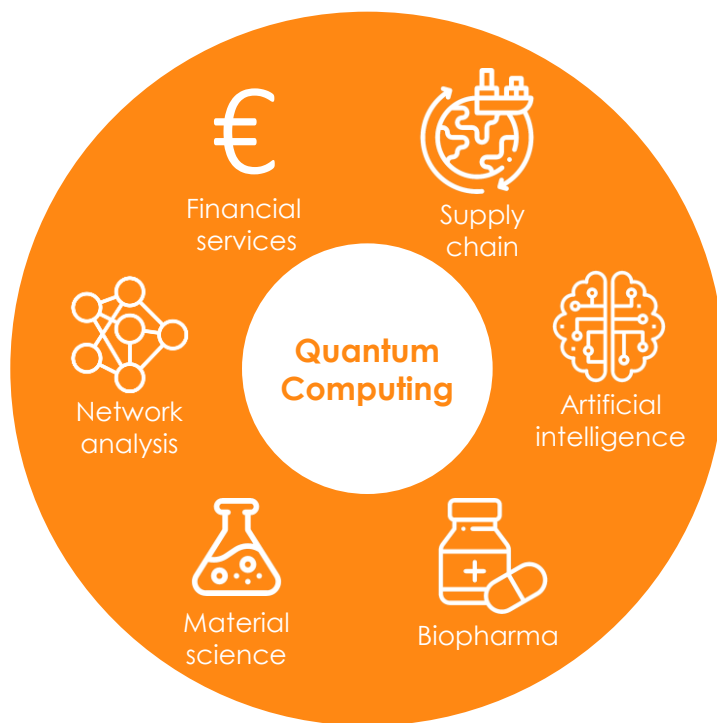 €
Financial
services
Supply
chain
Quantum
Computing
Network
analysis
Artificial
intelligence
Material
science
Biopharma